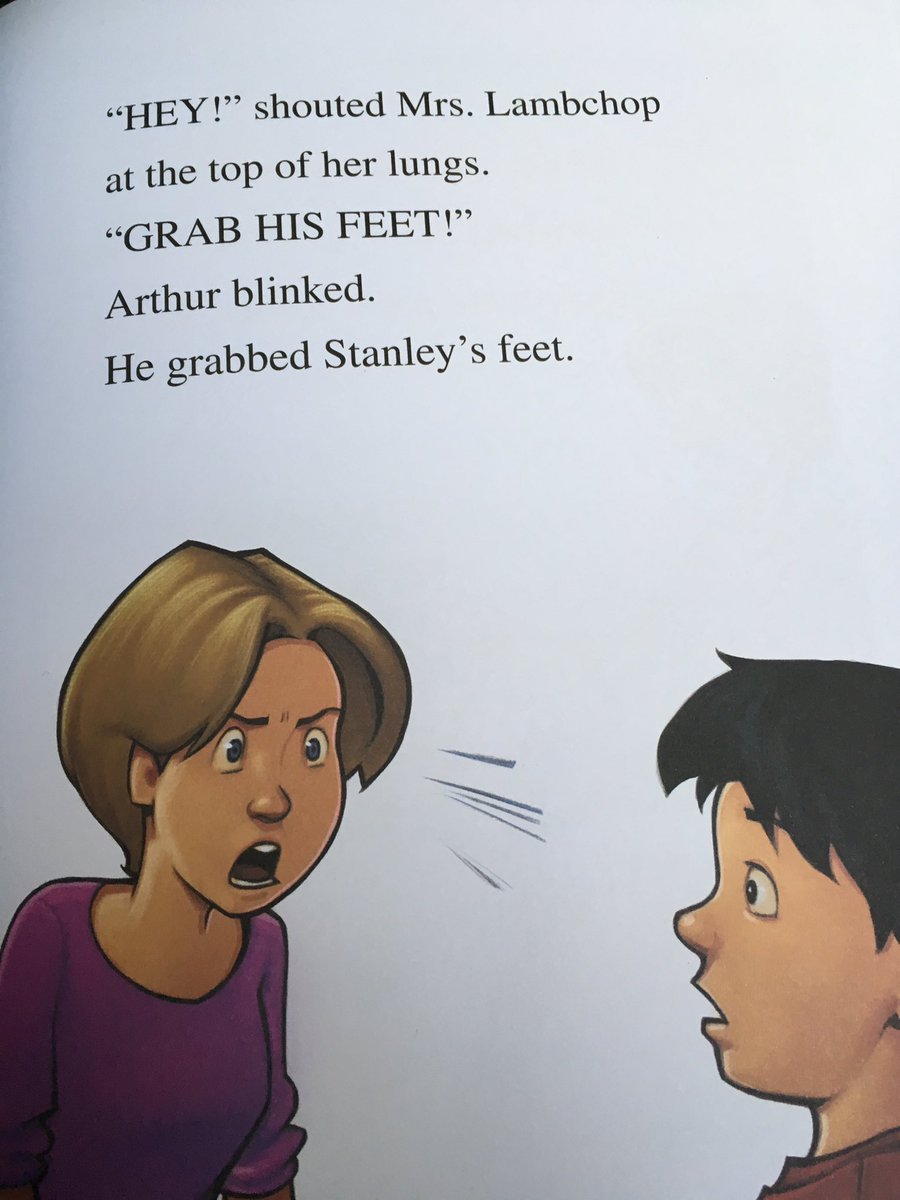 “HEY!” shouted Mrs. Lambchop
at the top of her lungs.
“GRAB HIS FEET!”
Arthur blinked.
He grabbed Stanley’s feet.